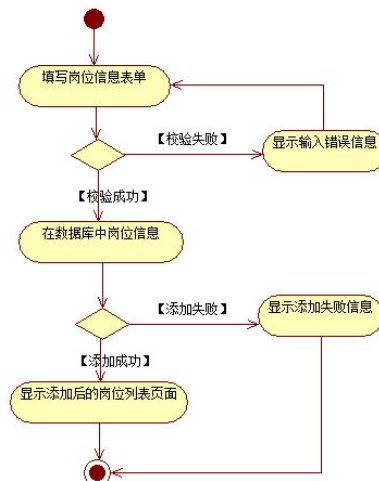 填写岗位信息表单
【校验失败】
显示输入错误信息
【校验成功】
在数据库中岗位信息
【添加失败】
显示添加失败信息
【添加成功】
显示添加后的岗位列表页面